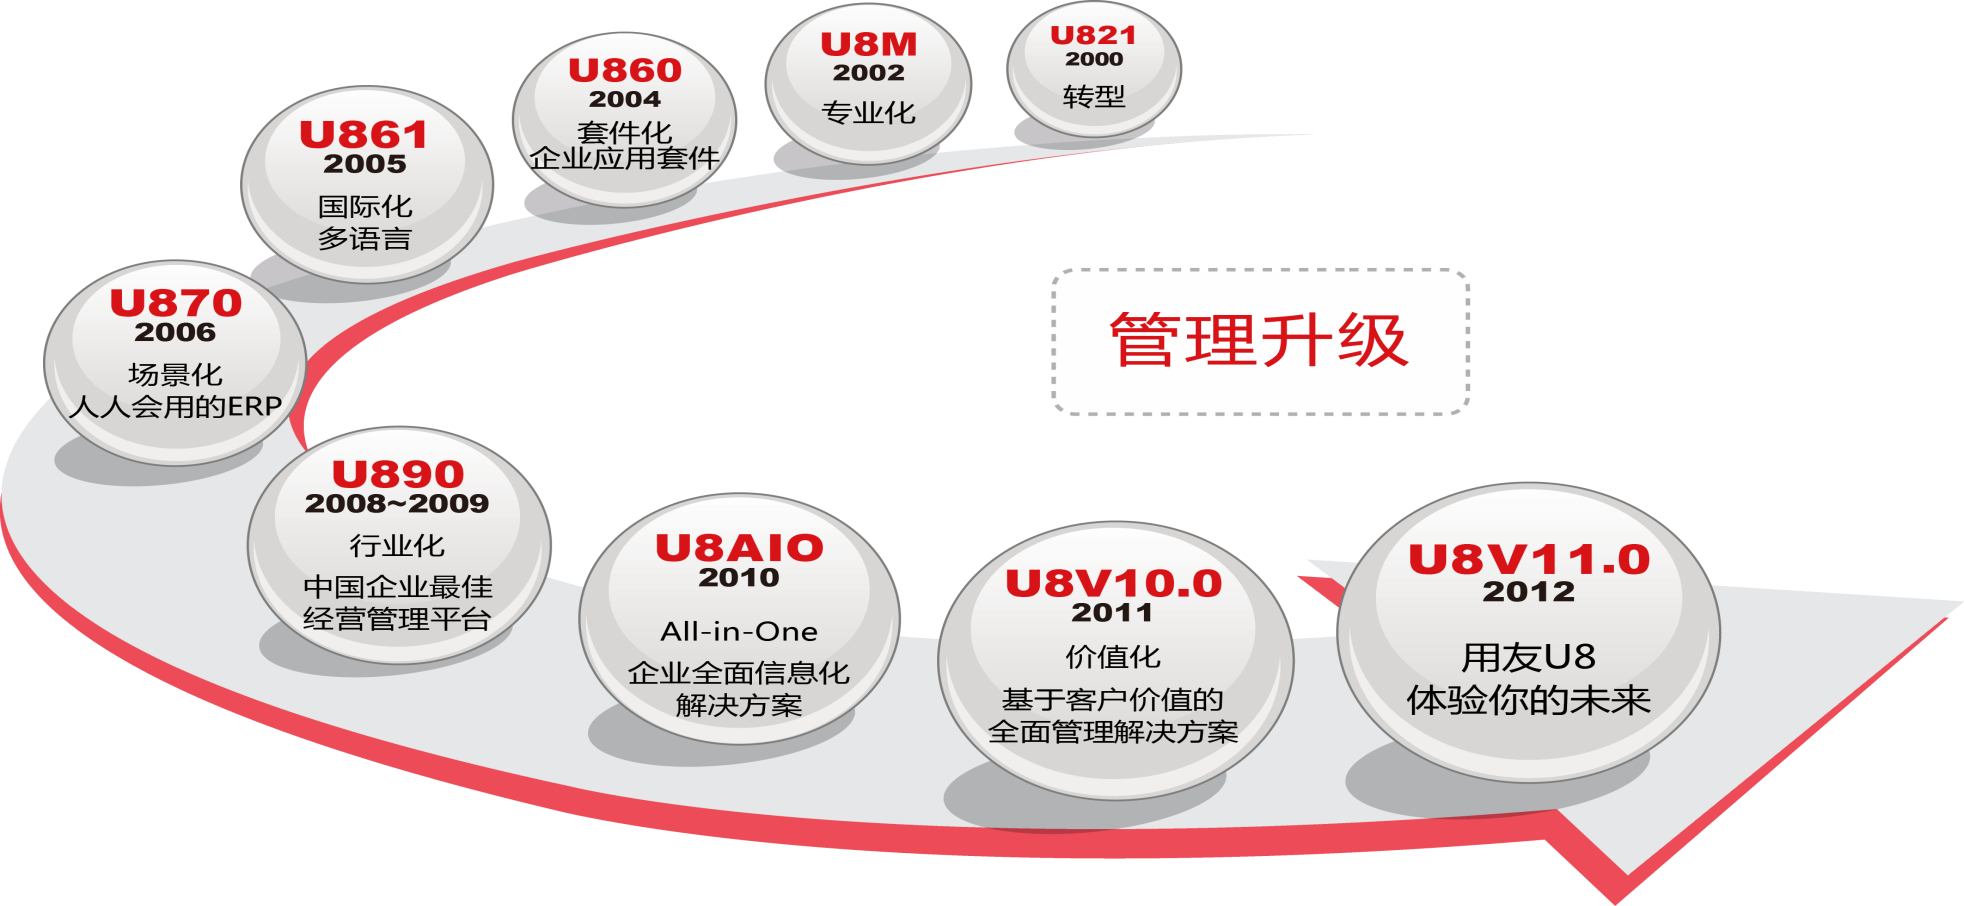 U821
2000
转型
U8M
2002
专业化
U860
2004
套件化
企业应用套件
U861
2005
国际化
多语言
U870
2006
场景化
人人会用的ERP
U890
2008~2009
行业化
中国企业最佳
经营管理平台
U8AIO
2010
All-in-One
企业全面信息化
解决方案
U8V10.0
2011
价值化
基于客户价值的
全面管理解决方案
U8V11.0
2012
用友U8
体验你的未来
管理升级